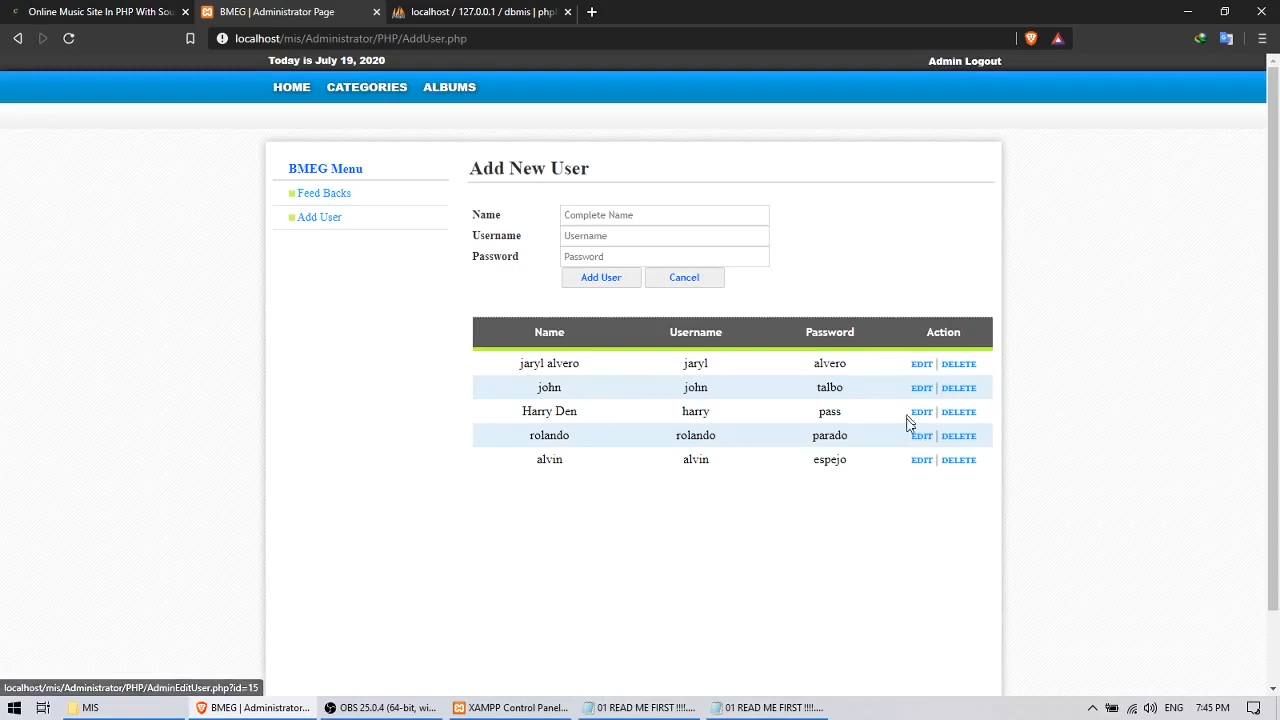 Online Music Site In PHP With Sou
BMEG | Administrator Page
localhost / 127.0.0.1 / dbmis | php
localhost/mis/Administrator/PHP/AddUser.php
Today is July 19, 2020
Admin Logout
HOME CATEGORIES ALBUMS
BMEG Menu
Feed Backs
Add User
Add New User
Name Complete Name
Username Username
Password Password
Add User Cancel
Name Username Password Action
jaryl alvero jaryl alvero EDIT | DELETE
john john talbo EDIT | DELETE
Harry Den harry pass EDIT | DELETE
rolando rolando parado EDIT | DELETE
alvin alvin espejo EDIT | DELETE
localhost/mis/Administrator/PHP/AdminEditUser.php?id=15
MIS
BMEG | Administrator...
OBS 25.0.4 (64-bit, wi...
XAMPP Control Panel...
01 READ ME FIRST !!!!...
01 READ ME FIRST !!!!...
ENG
7:45 PM